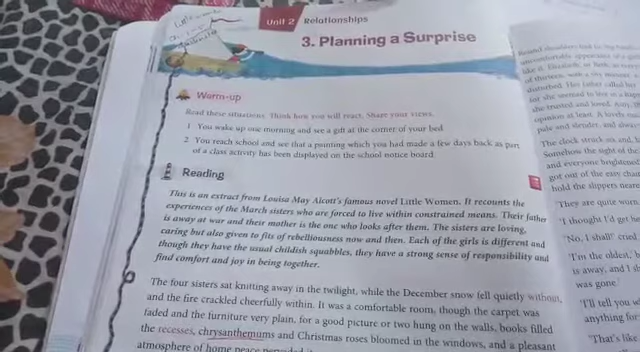 Unit 2 Relationships
3. Planning a Surprise
Warm-up
Read these situations. Think how you will react. Share your views.
1 You wake up one morning and see a gift at the corner of your bed
2 You reach school and see that a painting which you had made a few days back as part
of a class activity has been displayed on the school notice board
Reading
This is an extract from Louisa May Alcott's famous novel Little Women. It recounts the
experiences of the March sisters who are forced to live within constrained means. Their father
is away at war and their mother is the one who looks after them. The sisters are loving,
caring but also given to fits of rebelliousness now and then. Each of the girls is different and
though they have the usual childish squabbles, they have a strong sense of responsibility and
find comfort and joy in being together.
The four sisters sat knitting away in the twilight, while the December snow fell quietly without,
and the fire crackled cheerfully within. It was a comfortable room, though the carpet was
faded and the furniture very plain, for a good picture or two hung on the walls, books filled
the recesses, chrysanthemums and Christmas roses bloomed in the windows, and a pleasant
atmosphere of home peace
The clock struck six and
Somehow the sight of the
and everyone brightened
got out of the easy chair
hold the slippers nearer
'They are quite worn
'I thought I'd get he
'No, I shall!' cried
'I'm the oldest,
is away, and I
was gone.'
'I'll tell you w
anything for
'That's like